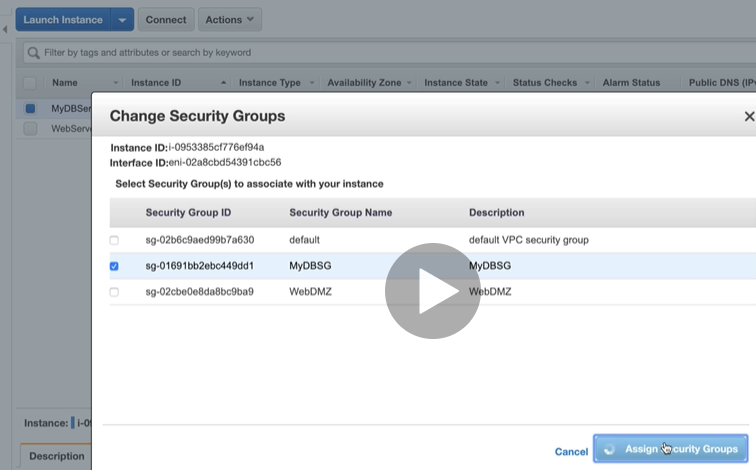 Launch Instance Connect Actions
Filter by tags and attributes or search by keyword
Name Instance ID Instance Type Availability Zone Instance State Status Checks Alarm Status Public DNS (IPv
MyDBSer
WebServ
Change Security Groups
Instance ID:i-0953385cf776ef94a
Interface ID:eni-02a8cbd54391cbc56
Select Security Group(s) to associate with your instance
Security Group ID Security Group Name Description
sg-02b6c9aed99b7a630 default default VPC security group
sg-01691bb2ebc449dd1 MyDBSG MyDBSG
sg-02cbe0e8da8bc9ba9 WebDMZ WebDMZ
Instance: i-0
Cancel Assign Security Groups
Description